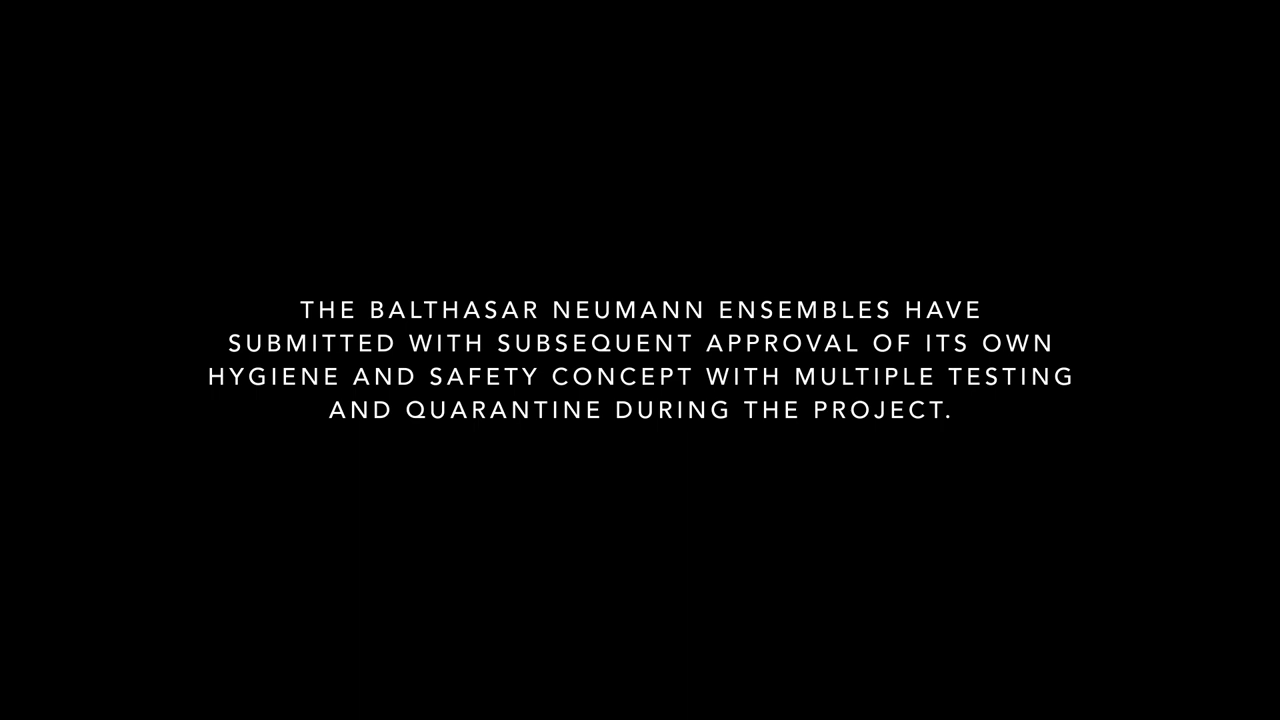 THE BALTHASAR NEUMANN ENSEMBLES HAVE
SUBMITTED WITH SUBSEQUENT APPROVAL OF ITS OWN
HYGIENE AND SAFETY CONCEPT WITH MULTIPLE TESTING
AND QUARANTINE DURING THE PROJECT.